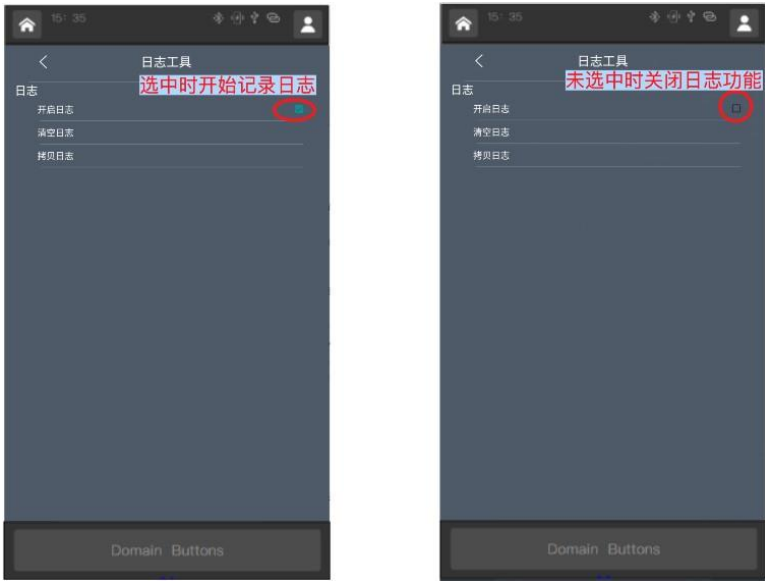 15: 35
日志工具
选中时开始记录日志
日志
开启日志
清空日志
拷贝日志
Domain Buttons
15: 35
日志工具
未选中时关闭日志功能
日志
开启日志
清空日志
拷贝日志
Domain Buttons